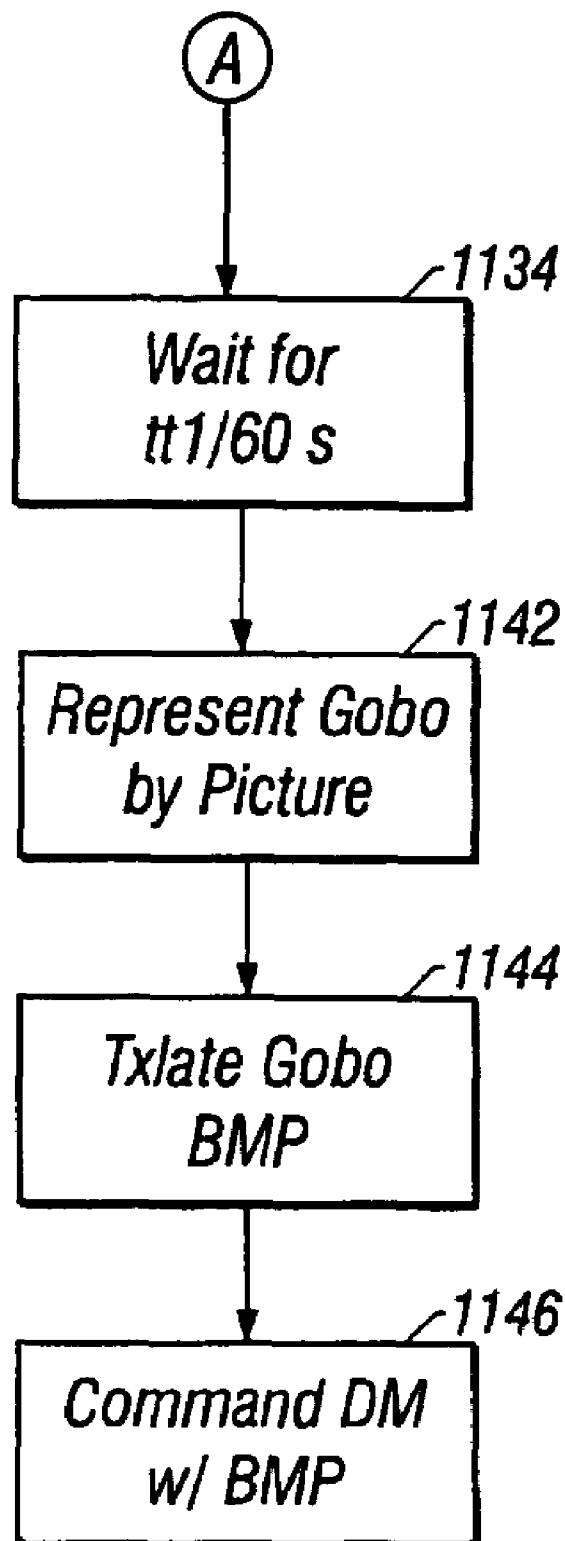 A
1134
Wait for
tt1/60 s
1142
Represent Gobo
by Picture
1144
Txlate Gobo
BMP
1146
Command DM
w/ BMP